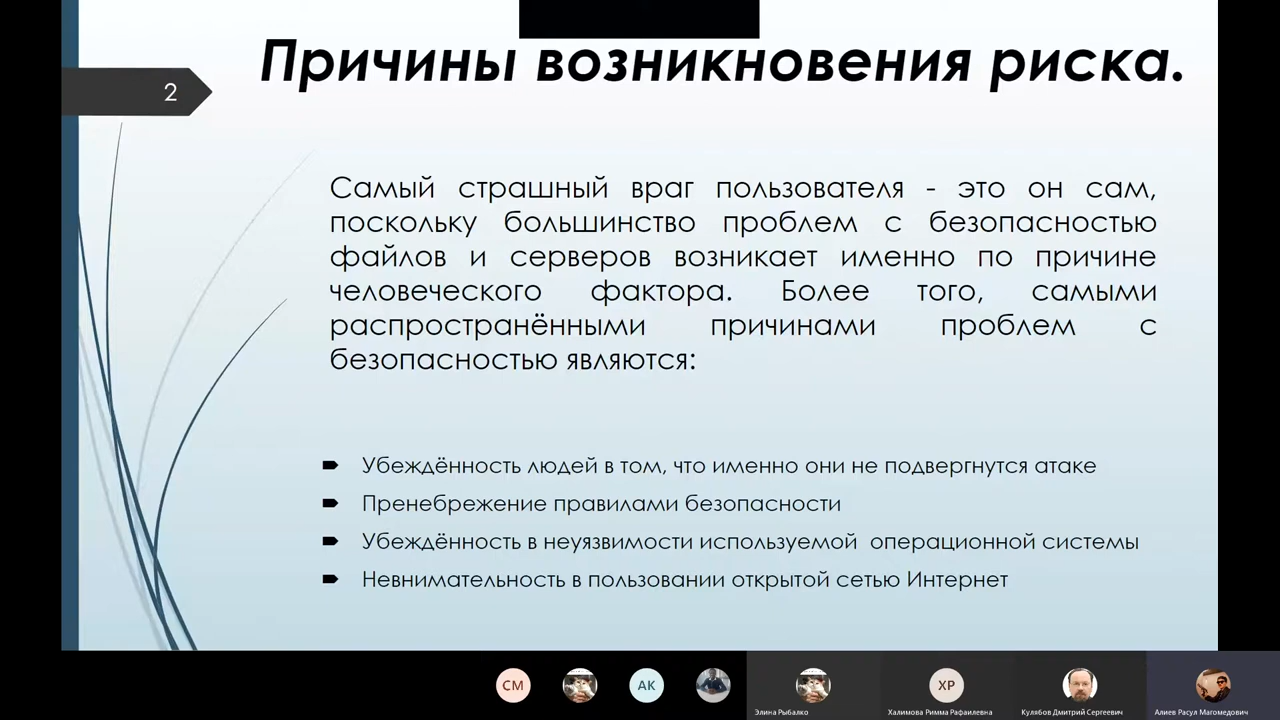 Причины возникновения риска.
2
Самый страшный враг пользователя - это он сам,
поскольку большинство проблем с безопасностью
файлов и серверов возникает именно по причине
человеческого фактора. Более того, самыми
распространёнными причинами проблем с
безопасностью являются:
Убеждённость людей в том, что именно они не подвергнутся атаке
Пренебрежение правилами безопасности
Убеждённость в неуязвимости используемой операционной системы
Невнимательность в пользовании открытой сетью Интернет
СМ
АК
ХР
Элина Рыбалко
Халимова Римма Рафаилевна
Кулябов Дмитрий Сергеевич
Алиев Расул Магомедович